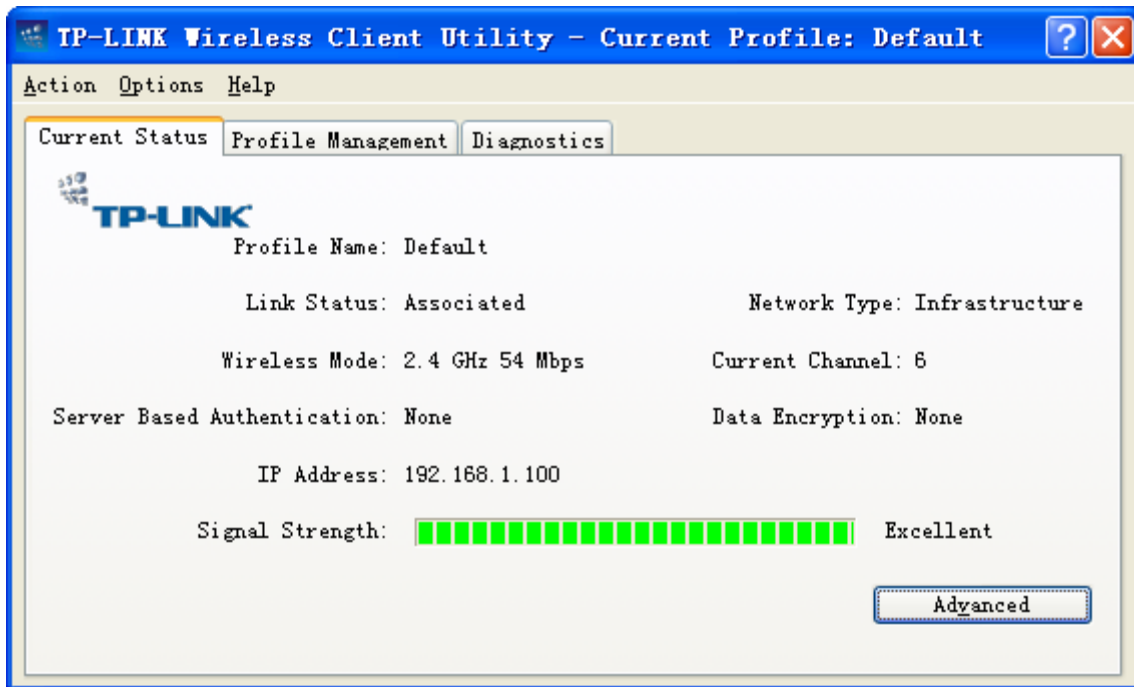 TP-LINK Wireless Client Utility - Current Profile: Default
Action Options Help
Current Status Profile Management Diagnostics
TP-LINK
Profile Name: Default
Link Status: Associated Network Type: Infrastructure
Wireless Mode: 2.4 GHz 54 Mbps Current Channel: 6
Server Based Authentication: None Data Encryption: None
IP Address: 192.168.1.100
Signal Strength: Excellent
Advanced